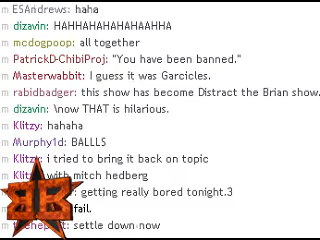 m ESAndrews: haha
m dizavin: HAHHAHAHAHAHAAHHA
m mcdogpoop: all together
m PatrickD-ChibiProj: "You have been banned."
m Masterwabbit: I guess it was Garcicles.
m rabidbadger: this show has become Distract the Brian show.
m dizavin: \now THAT is hilarious.
m Klitzy: hahaha
m Murphy1d: BALLLS
m Klitzy: i tried to bring it back on topic
m Klitzy: with mitch hedberg
: getting really bored tonight.3
fail.
: settle down now